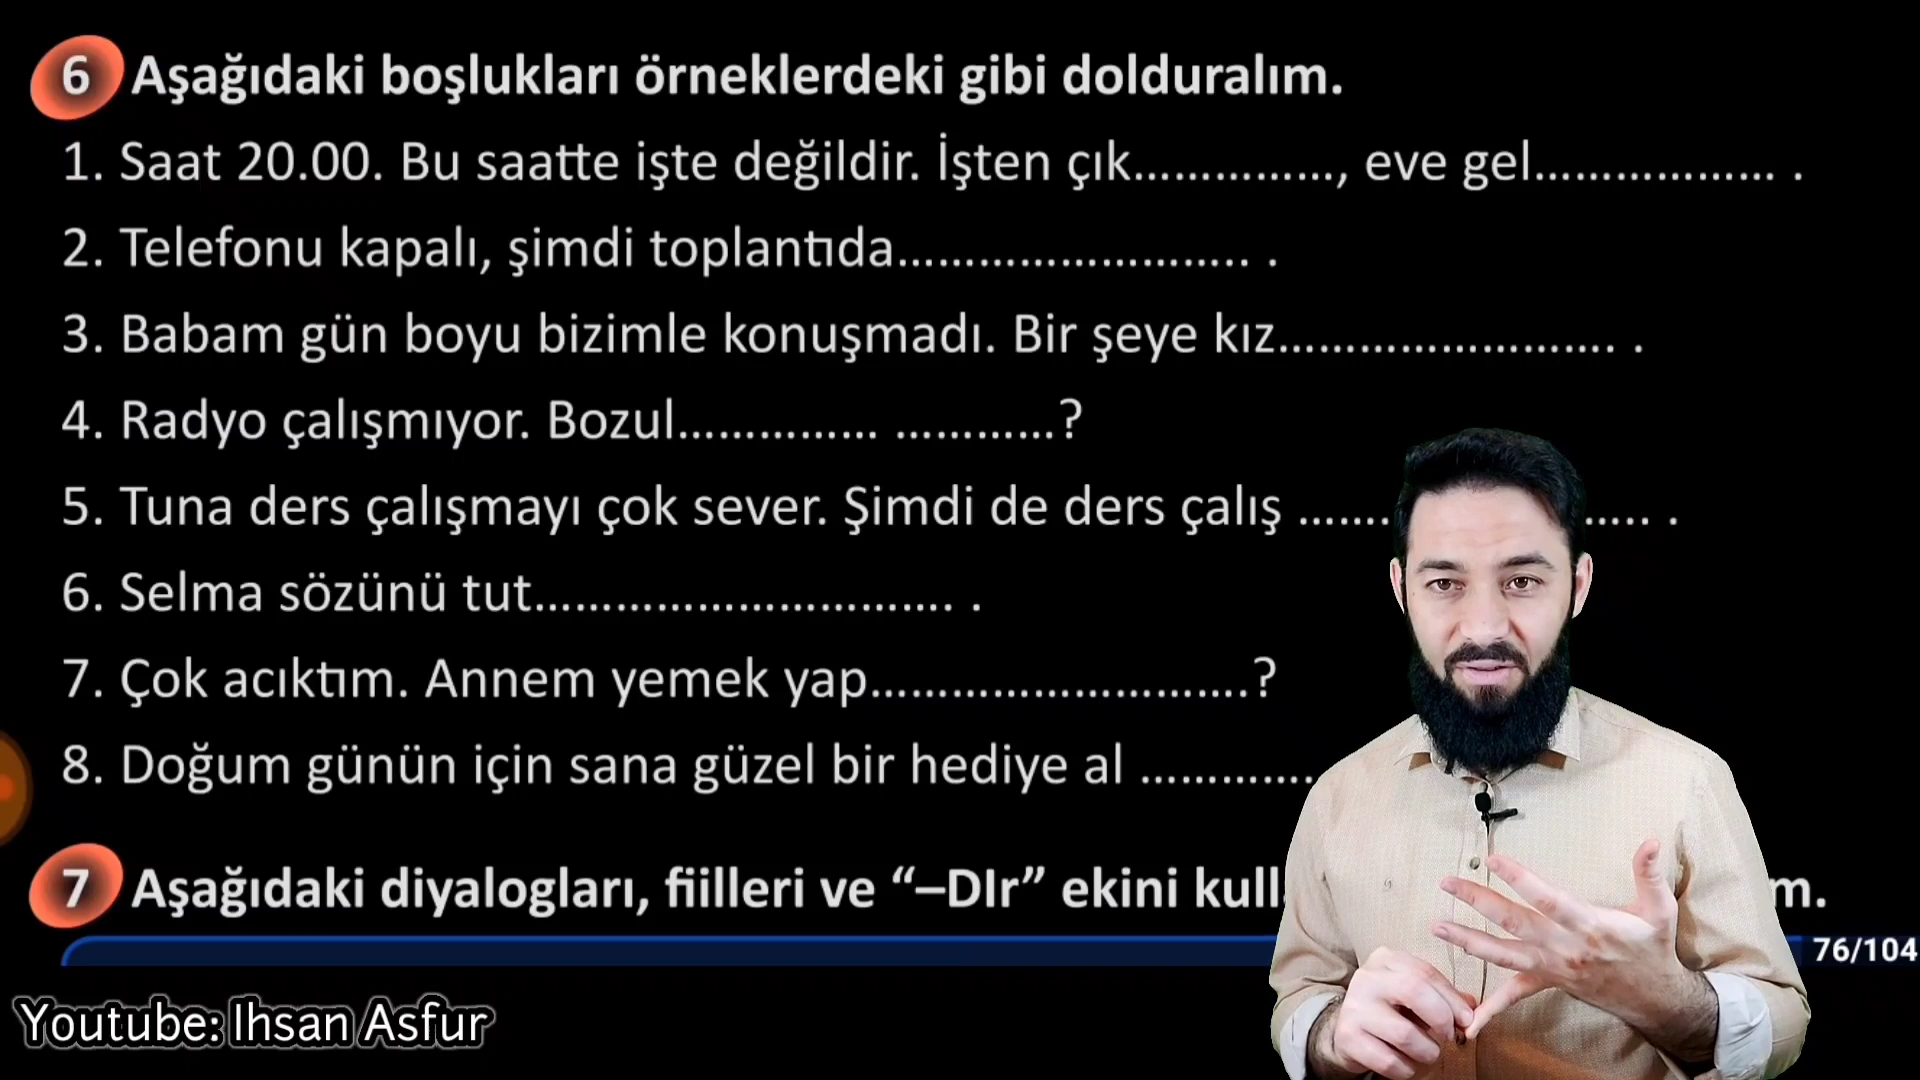 6 Aşağıdaki boşlukları örneklerdeki gibi dolduralım.
1. Saat 20.00. Bu saatte işte değildir. İşten çık……………, eve gel……………… .
2. Telefonu kapalı, şimdi toplantıda…………………….. .
3. Babam gün boyu bizimle konuşmadı. Bir şeye kız……………………. .
4. Radyo çalışmıyor. Bozul…………… …………?
5. Tuna ders çalışmayı çok sever. Şimdi de ders çalış ……. ….. .
6. Selma sözünü tut…………………………. .
7. Çok acıktım. Annem yemek yap……………………….?
8. Doğum günün için sana güzel bir hediye al ………….
7 Aşağıdaki diyalogları, fiilleri ve “–DIr” ekini
76/104
Youtube: Ihsan Asfur